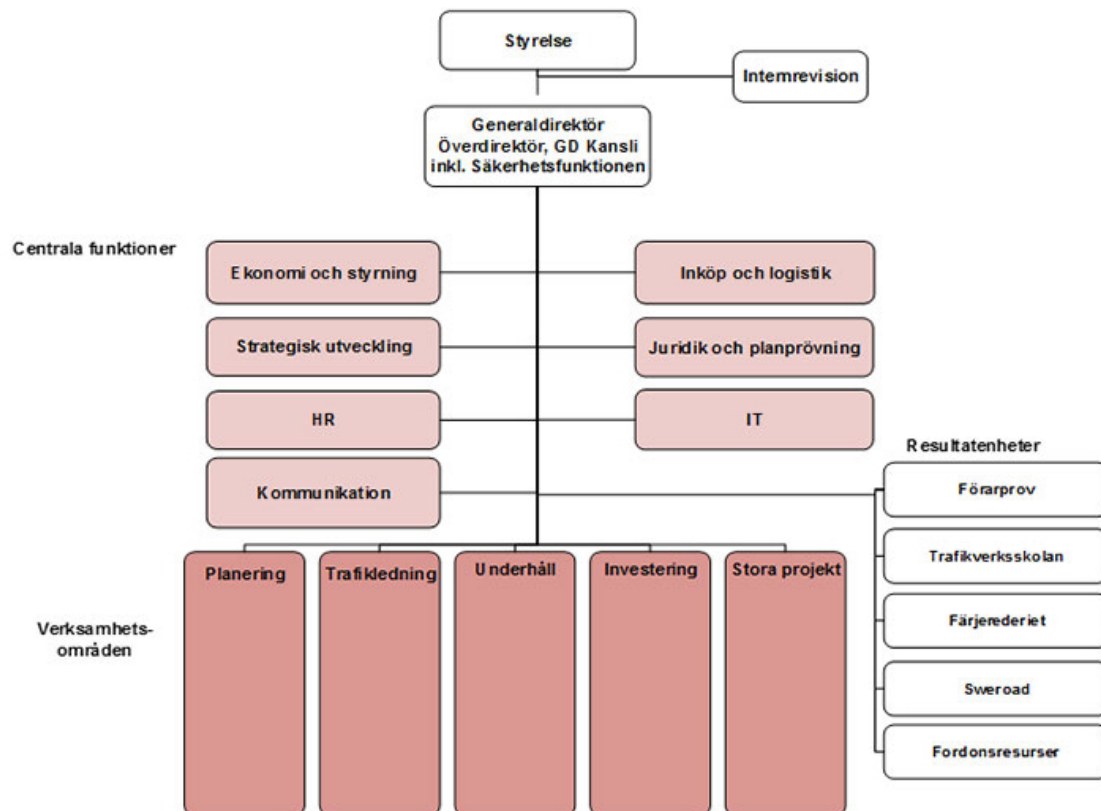 Styrelse
Internrevision
Generaldirektör
Överdirektör, GD Kansli
inkl. Säkerhetsfunktionen
Centrala funktioner
Ekonomi och styrning
Inköp och logistik
Strategisk utveckling
Juridik och planprövning
HR
IT
Kommunikation
Resultatenheter
Förarprov
Trafikverksskolan
Färjerederiet
Sweroad
Fordonsresurser
Verksamhets-
områden
Planering
Trafikledning
Underhåll
Investering
Stora projekt